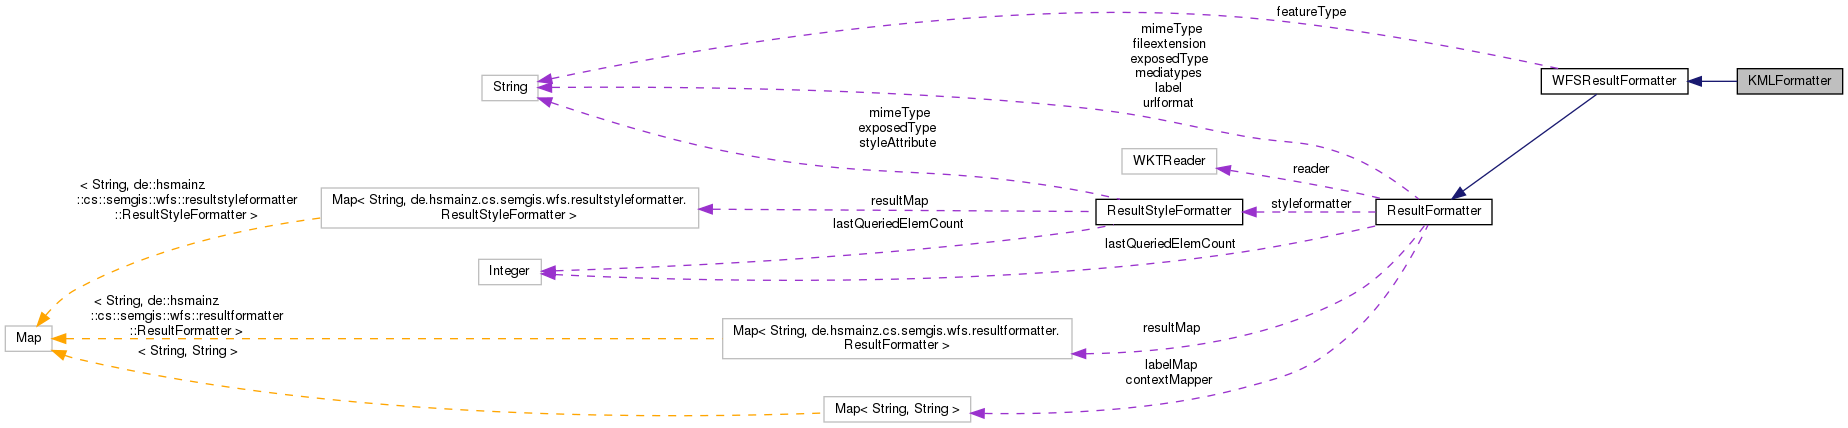 featureType
mimeType
fileextension
exposedType
mediatypes
label
urlformat
String
WFSResultFormatter
KMLFormatter
mimeType
exposedType
styleAttribute
WKTReader
reader
< String, de::hsmainz
::cs::semgis::wfs::resultstyleformatter
::ResultStyleFormatter >
Map< String, de.hsmainz.cs.semgis.wfs.resultstyleformatter.
ResultStyleFormatter >
resultMap
ResultStyleFormatter
styleformatter
ResultFormatter
lastQueriedElemCount
lastQueriedElemCount
Integer
< String, de::hsmainz
::cs::semgis::wfs::resultformatter
::ResultFormatter >
Map
Map< String, de.hsmainz.cs.semgis.wfs.resultformatter.
ResultFormatter >
resultMap
< String, String >
labelMap
contextMapper
Map< String, String >